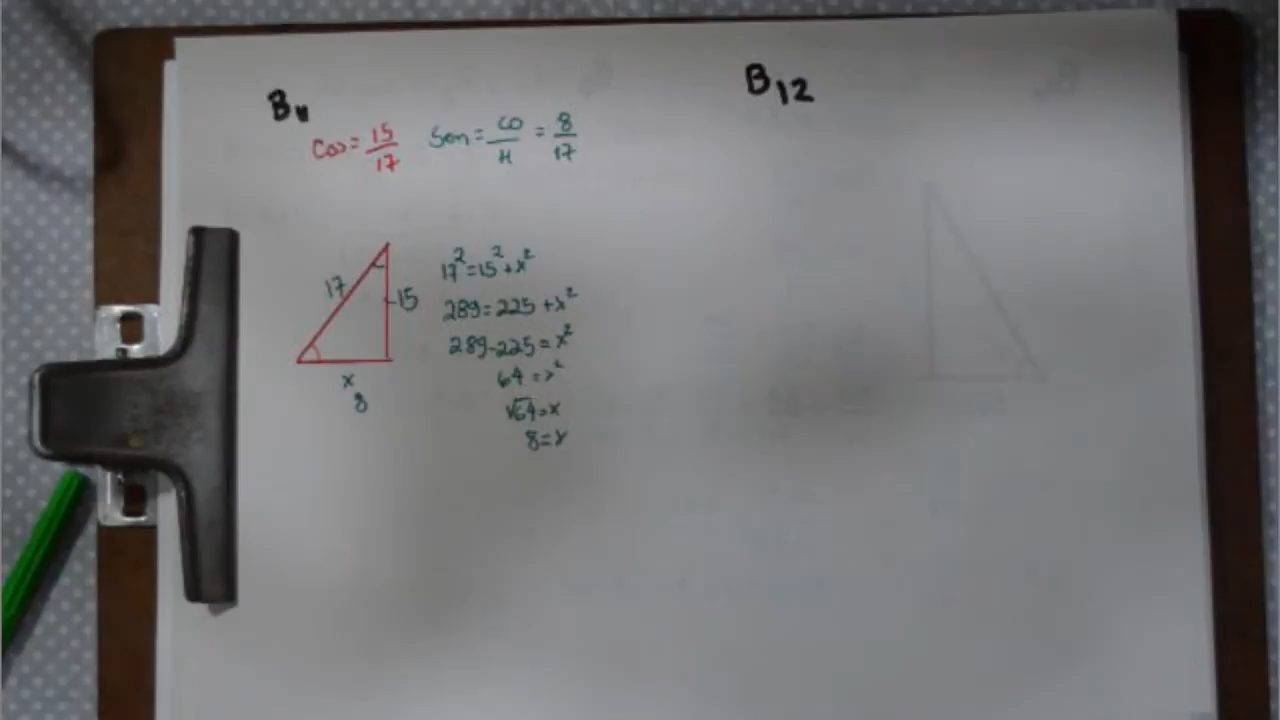 B11
Cos = 15/17 Sen = CO/H = 8/17
17 15
x
8
17² = 15² + x²
289 = 225 + x²
289 - 225 = x²
64 = x²
√64 = x
8 = x
B12